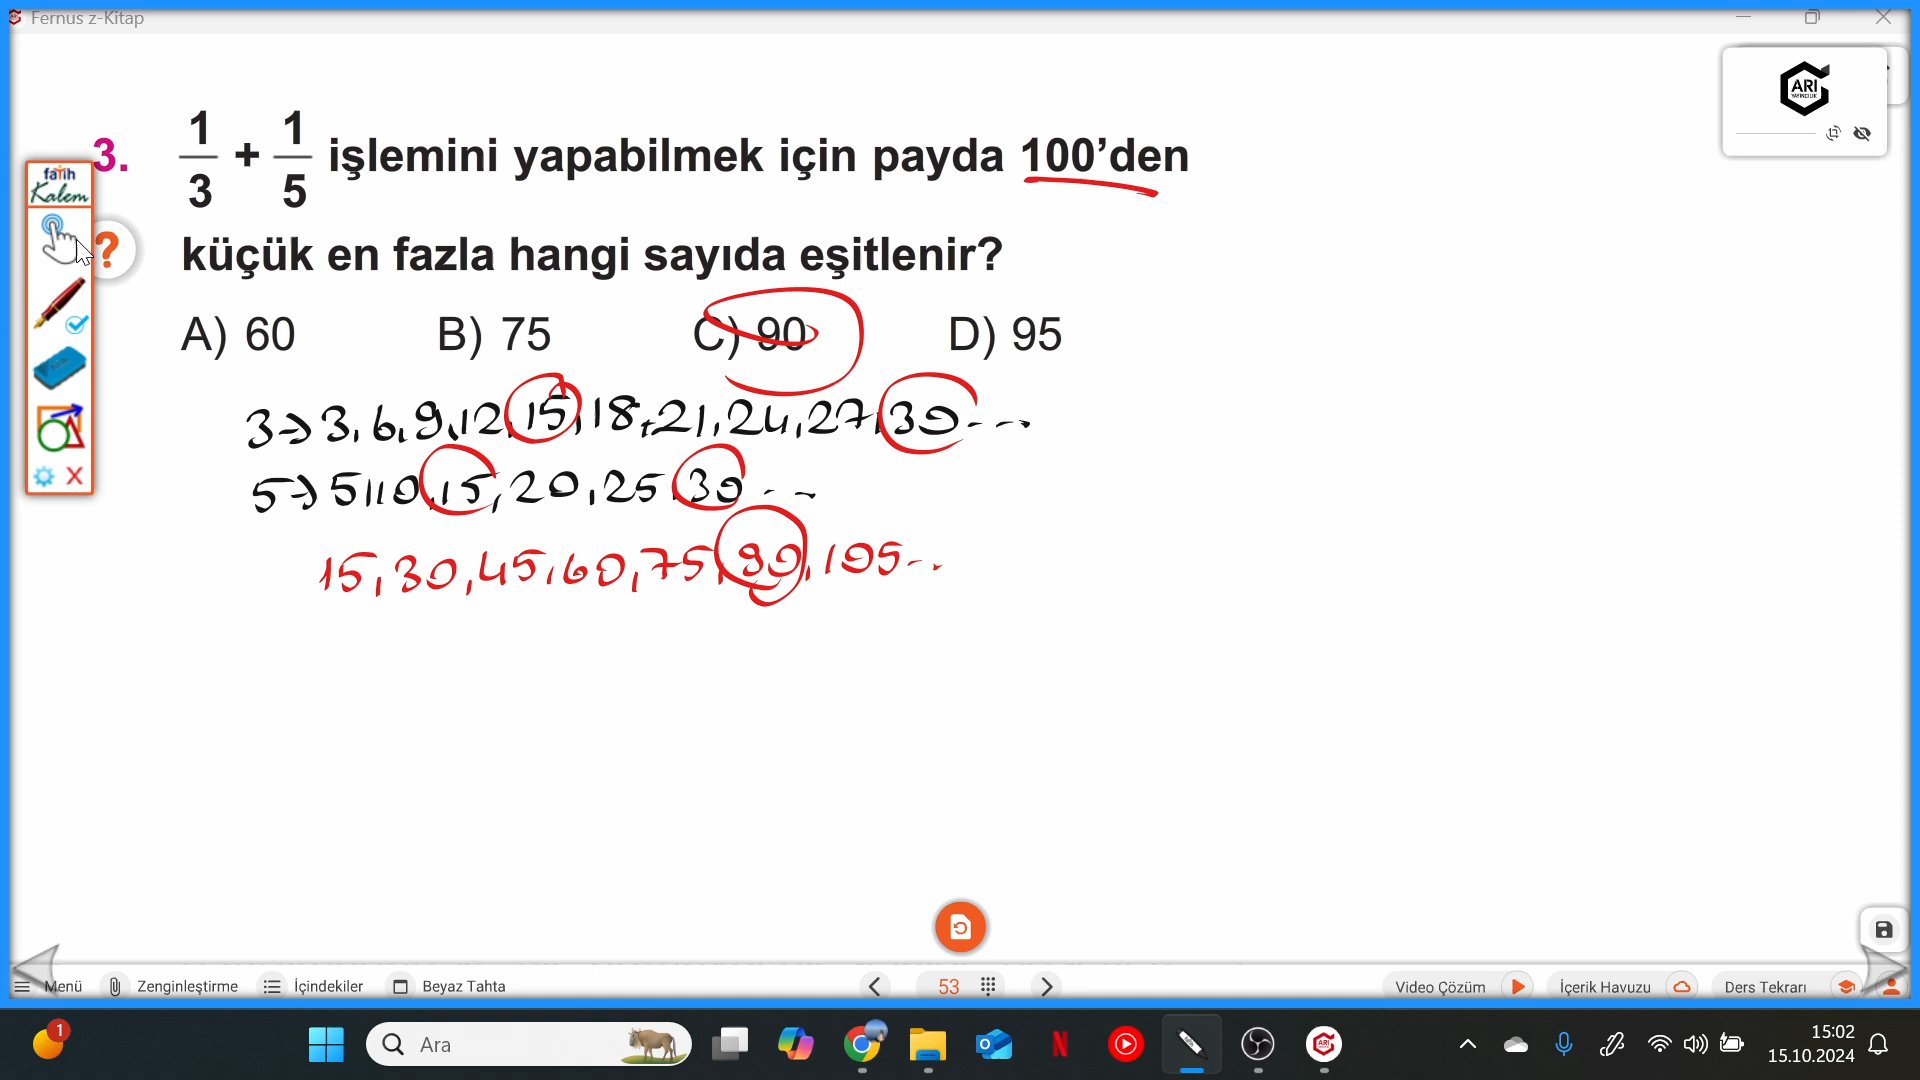 Fernus z-Kitap
ARI
YAYINCILIK
fatih
Kalem
3. 1/3 + 1/5 işlemini yapabilmek için payda 100'den
? küçük en fazla hangi sayıda eşitlenir?
A) 60 B) 75 C) 90 D) 95
3→3,6,9,12,15,18,21,24,27,30...
5→5,10,15,20,25,30...
15,30,45,60,75,90,105...
Menü Zenginleştirme İçindekiler Beyaz Tahta 53 Video Çözüm İçerik Havuzu Ders Tekrarı
1 Ara 15:02
15.10.2024